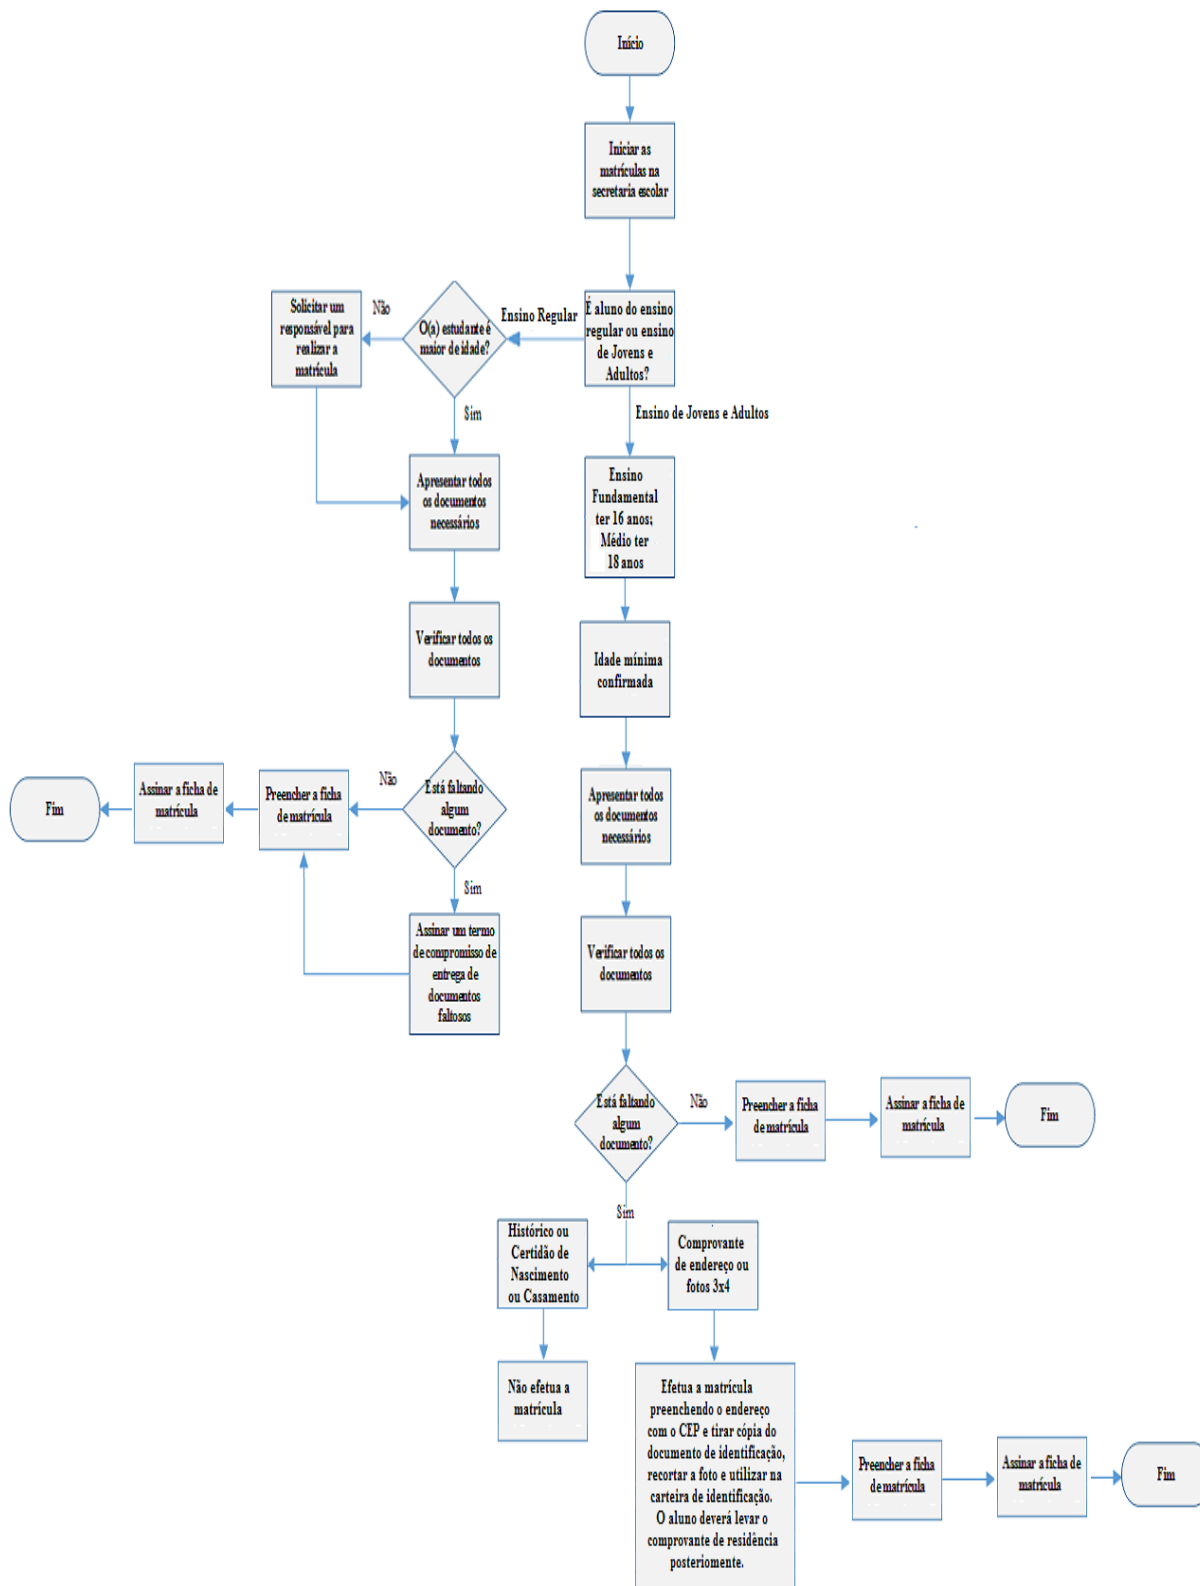 Início
Iniciar as
matrículas na
secretaria escolar
Solicitar um
responsável para
realizar a
matrícula
Não
O(a) estudante é
maior de idade?
Ensino Regular
É aluno do ensino
regular ou ensino
de Jovens e
Adultos?
Sim
Ensino de Jovens e Adultos
Apresentar todos
os documentos
necessários
Ensino
Fundamental
ter 16 anos;
Médio ter
18 anos
Verificar todos os
documentos
Idade mínima
confirmada
Fim
Assinar a ficha de
matrícula
Preencher a ficha
de matrícula
Não
Está faltando
algum
documento?
Apresentar todos
os documentos
necessários
Sim
Assinar um termo
de compromisso de
entrega de
documentos
faltosos
Verificar todos os
documentos
Está faltando
algum
documento?
Não
Preencher a ficha
de matrícula
Assinar a ficha de
matrícula
Fim
Sim
Histórico ou
Certidão de
Nascimento
ou Casamento
Comprovante
de endereço ou
fotos 3x4
Não efetua a
matrícula
Efetua a matrícula
preenchendo o endereço
com o CEP e tirar cópia do
documento de identificação,
recortar a foto e utilizar na
carteira de identificação.
O aluno deverá levar o
comprovante de residência
posteriomente.
Preencher a ficha
de matrícula
Assinar a ficha de
matrícula
Fim